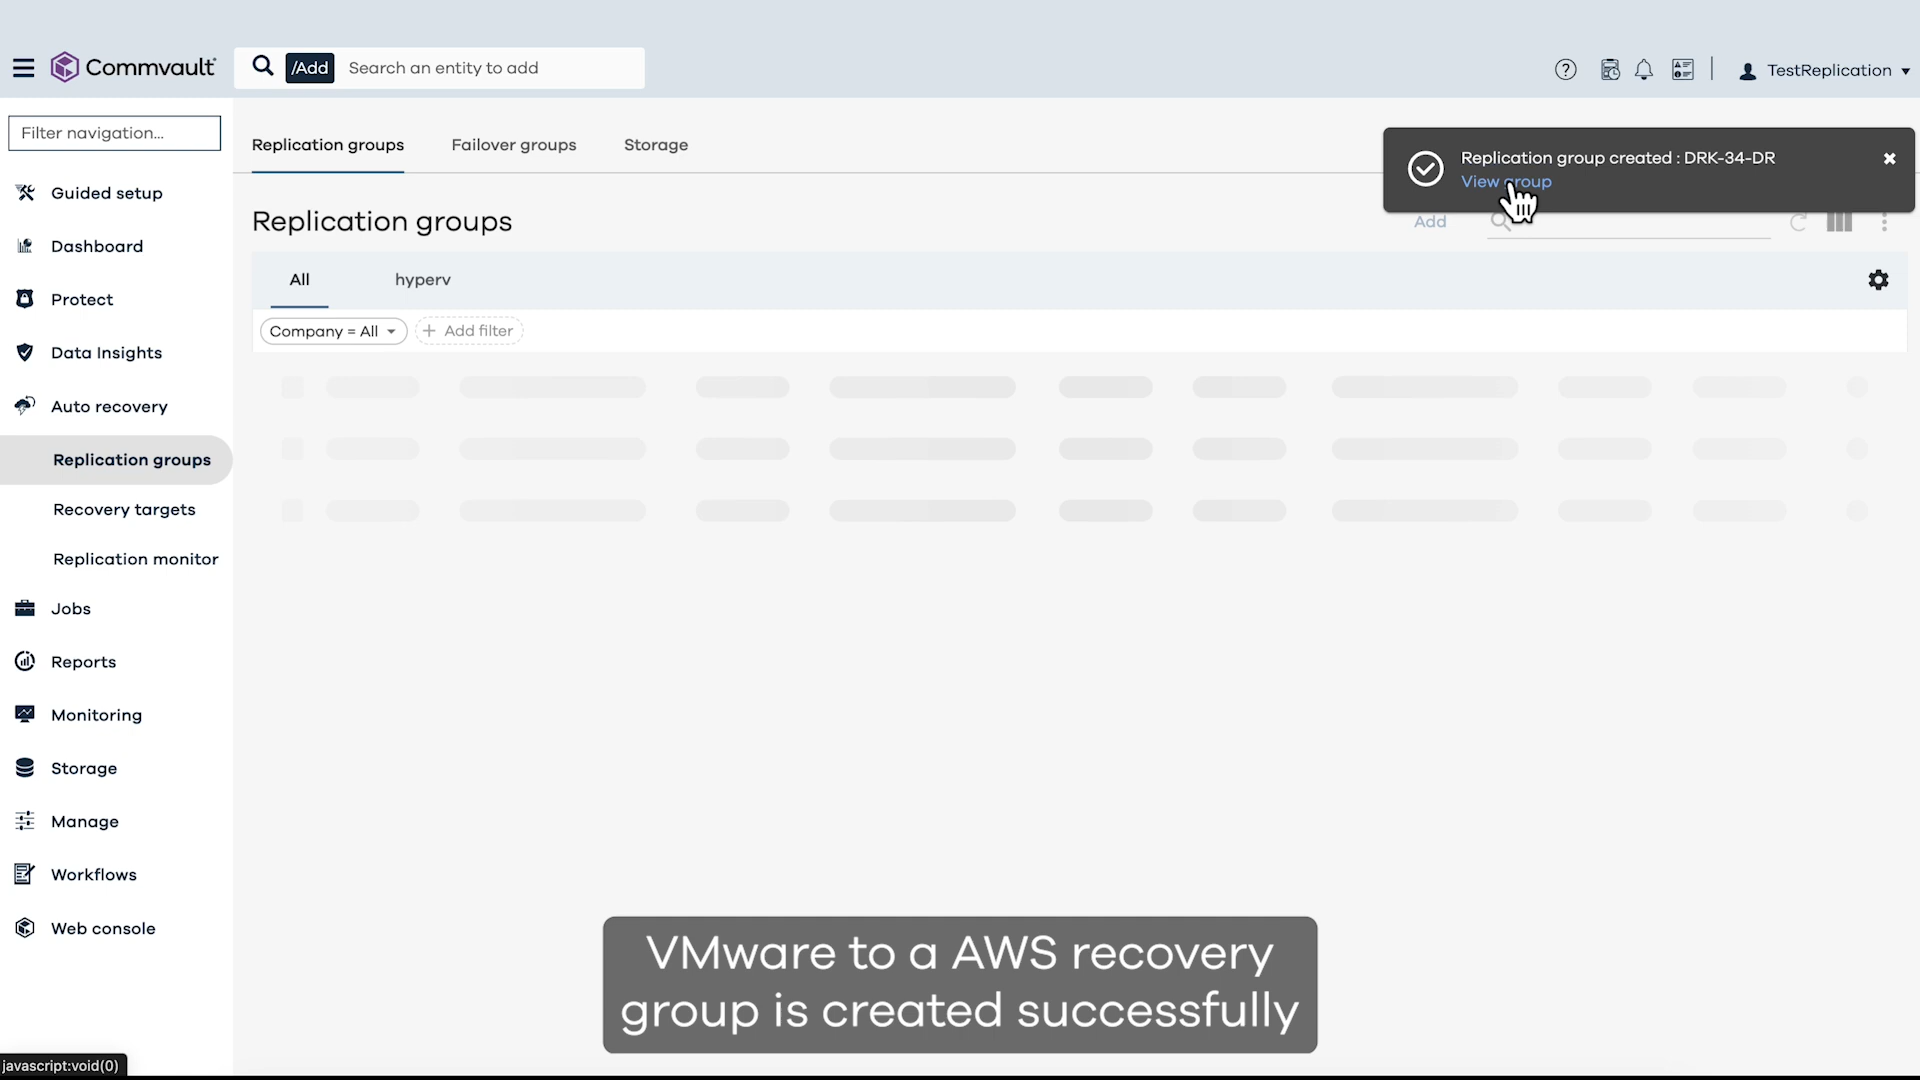 Commvault
/Add
Search an entity to add
TestReplication
Filter navigation...
Guided setup
Dashboard
Protect
Data Insights
Auto recovery
Replication groups
Recovery targets
Replication monitor
Jobs
Reports
Monitoring
Storage
Manage
Workflows
Web console
javascript:void(0)
Replication groups
Failover groups
Storage
Replication group created : DRK-34-DR
View group
Replication groups
Add
All
hyperv
Company = All
+ Add filter
VMware to a AWS recovery
group is created successfully